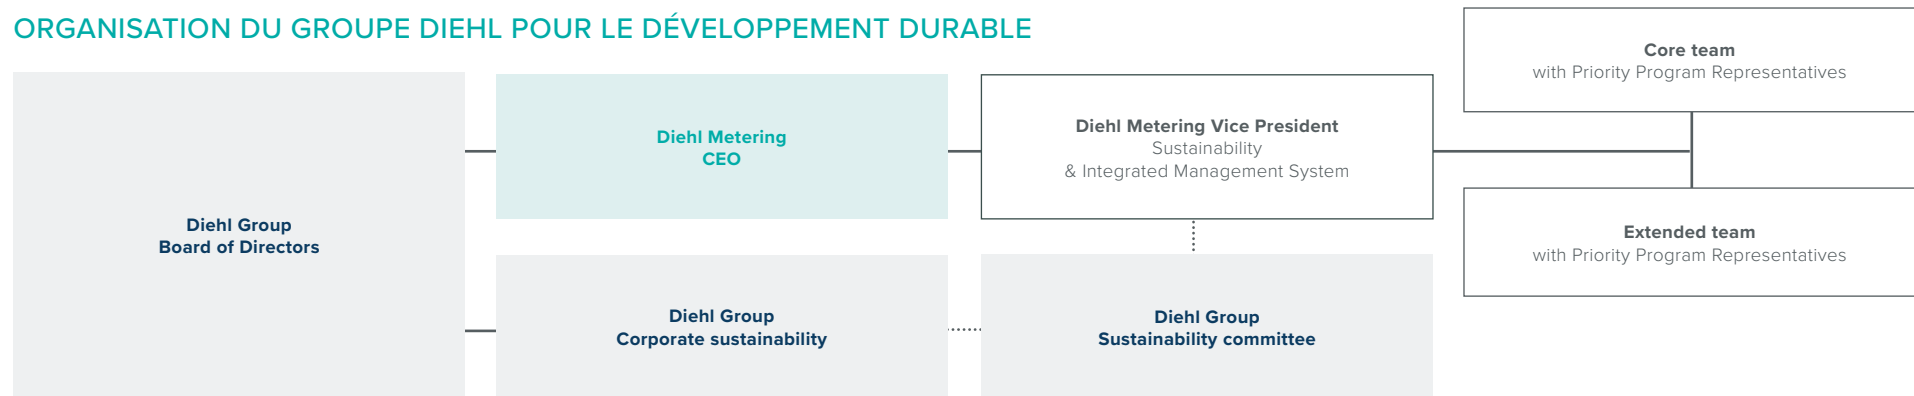 ORGANISATION DU GROUPE DIEHL POUR LE DÉVELOPPEMENT DURABLE
Diehl Group
Board of Directors
Diehl Metering
CEO
Diehl Metering Vice President
Sustainability
& Integrated Management System
Core team
with Priority Program Representatives
Extended team
with Priority Program Representatives
Diehl Group
Corporate sustainability
Diehl Group
Sustainability committee